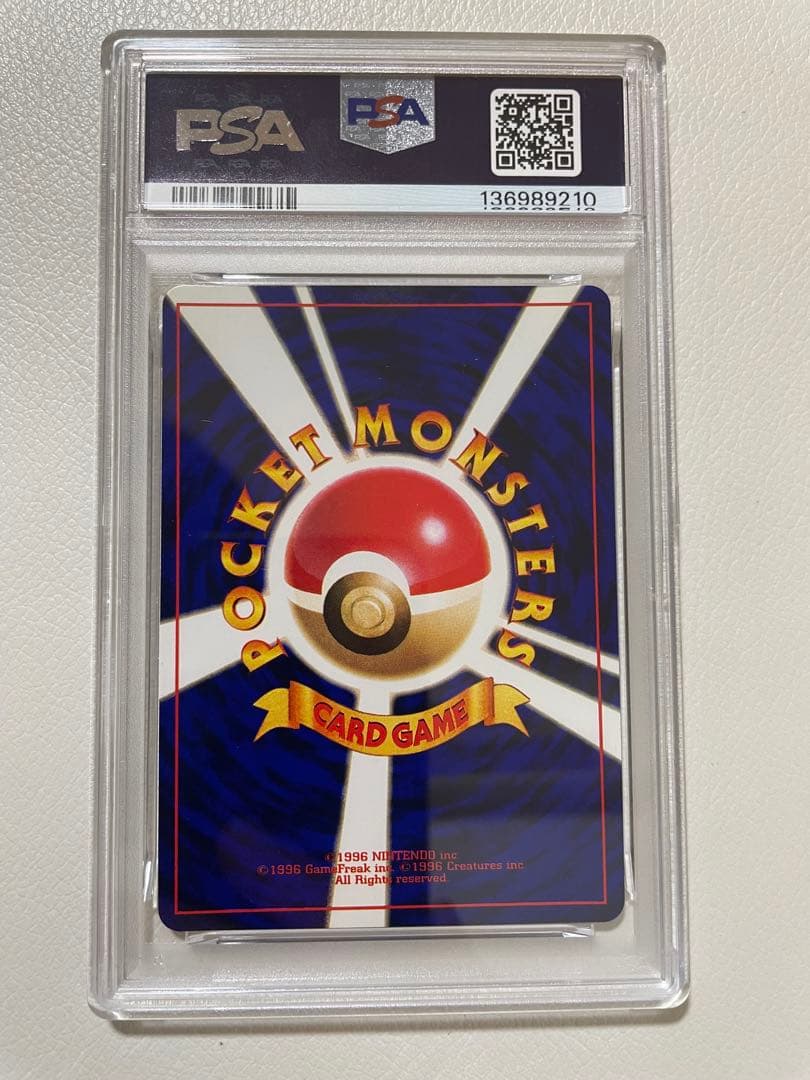 PSA
PSA
136989210
POCKET MONSTERS
CARD GAME
©1996 NINTENDO inc
©1996 GameFreak inc. ©1996 Creatures inc
All Rights reserved.